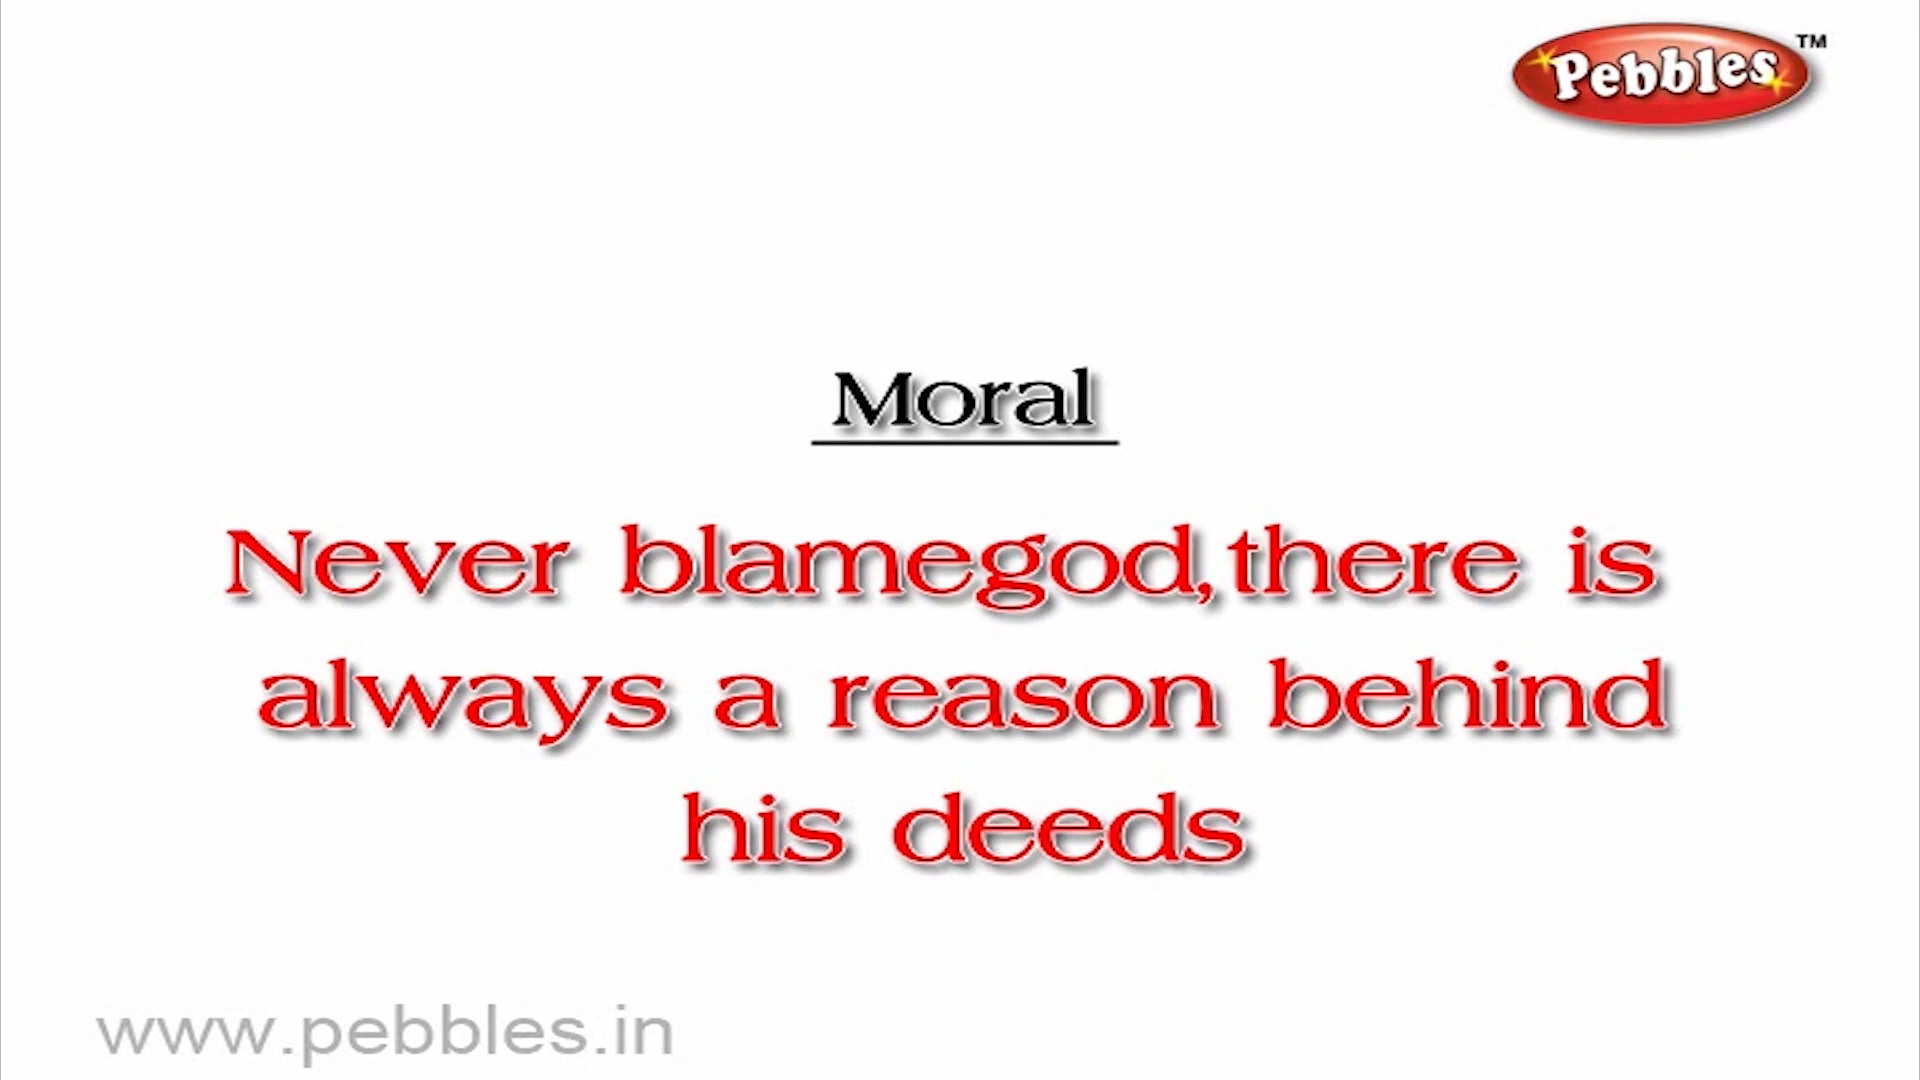 Pebbles™
Moral
Never blamegod,there is
always a reason behind
his deeds
www.pebbles.in